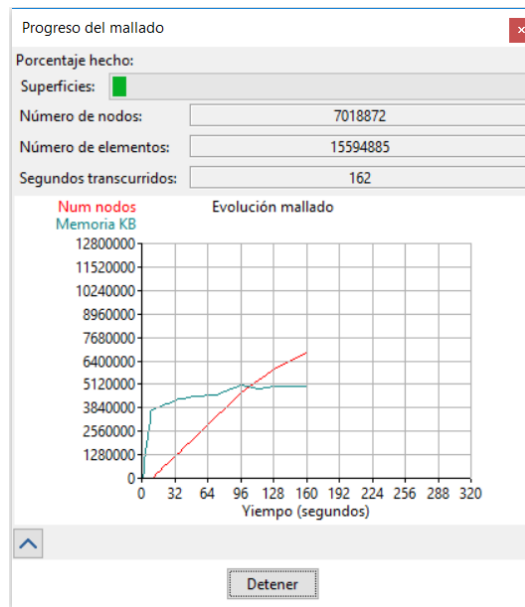 Progreso del mallado
Porcentaje hecho:
Superficies:
Número de nodos: 7018872
Número de elementos: 15594885
Segundos transcurridos: 162
Num nodos Evolución mallado
Memoria KB
12800000
11520000
10240000
8960000
7680000
6400000
5120000
3840000
2560000
1280000
0
0 32 64 96 128 160 192 224 256 288 320
Yiempo (segundos)
Detener